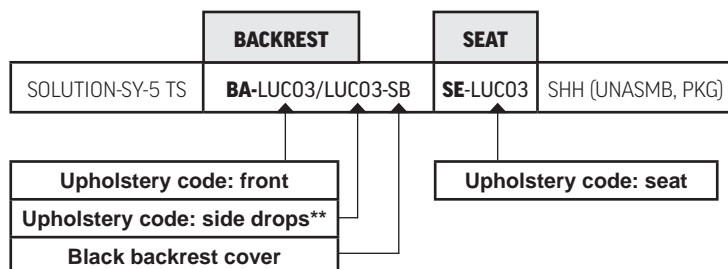 BACKREST SEAT
SOLUTION-SY-5 TS BA-LUC03/LUC03-SB SE-LUC03 SHH (UNASMB, PKG)
Upholstery code: front Upholstery code: seat
Upholstery code: side drops**
Black backrest cover